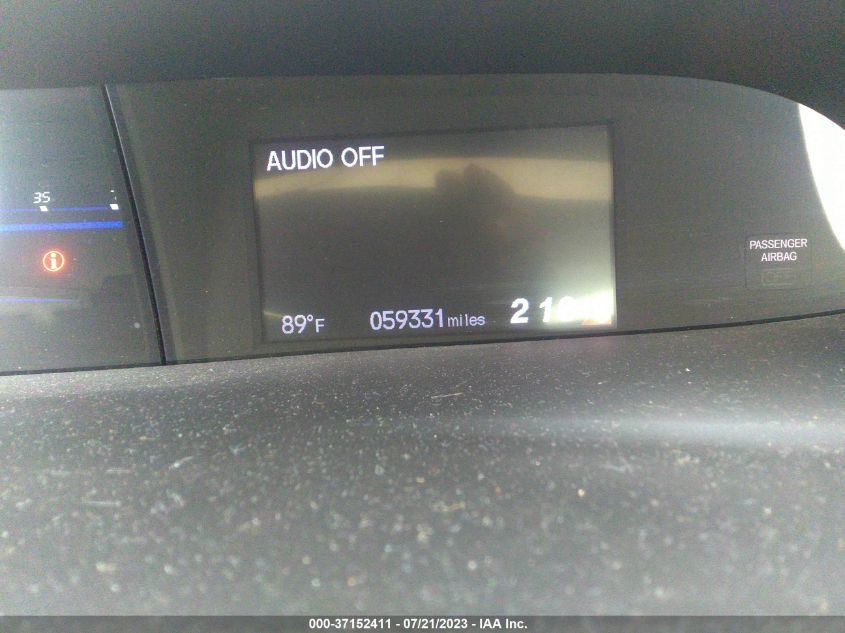 AUDIO OFF
35
PASSENGER
AIRBAG
89°F 059331 miles
000-37152411 - 07/21/2023 - IAA Inc.